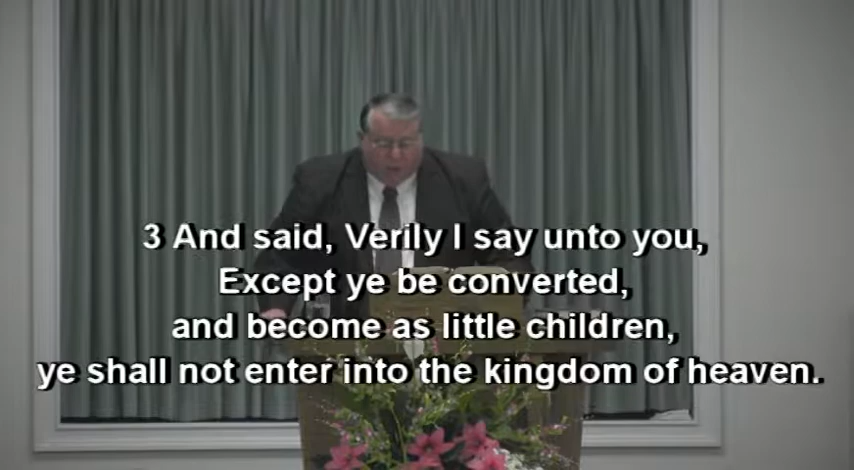 3 And said, Verily I say unto you,
Except ye be converted,
and become as little children,
ye shall not enter into the kingdom of heaven.